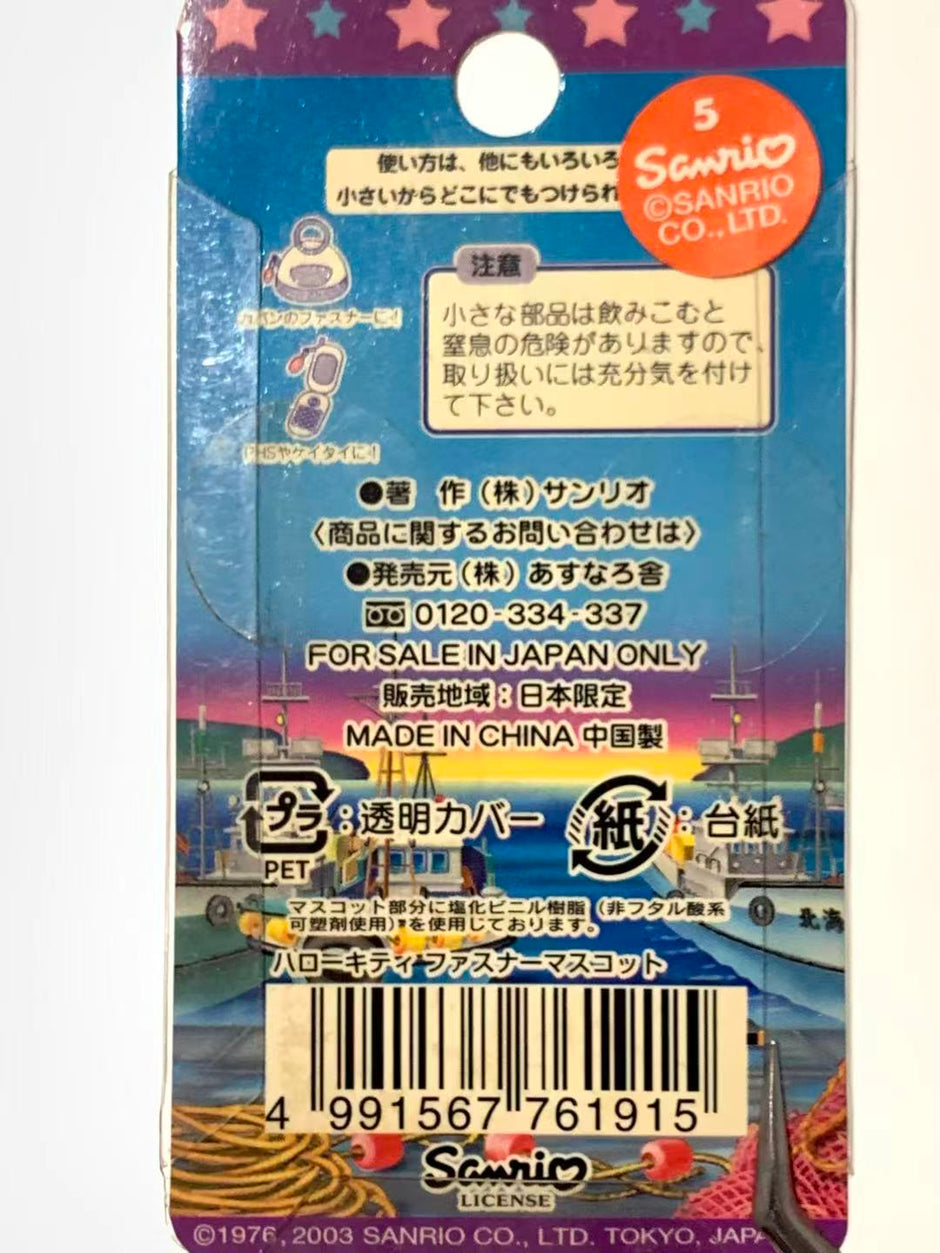 使い方は、他にもいろいろ
小さいからどこにでもつけられ
5
Sanrio
©SANRIO
CO.,LTD.
カバンのファスナーに!
PHSやケイタイに!
注意
小さな部品は飲みこむと
窒息の危険がありますので、
取り扱いには充分気を付け
て下さい。
●著 作(株)サンリオ
〈商品に関するお問い合わせは〉
●発売元(株)あすなろ舎
0120-334-337
FOR SALE IN JAPAN ONLY
販売地域:日本限定
MADE IN CHINA 中国製
プラ:透明カバー
PET
紙:台紙
北海
マスコット部分に塩化ビニル樹脂(非フタル酸系
可塑剤使用)を使用しております。
ハローキティ ファスナーマスコット
4 991567 761915
Sanrio
LICENSE
©1976, 2003 SANRIO CO., LTD. TOKYO, JAPA